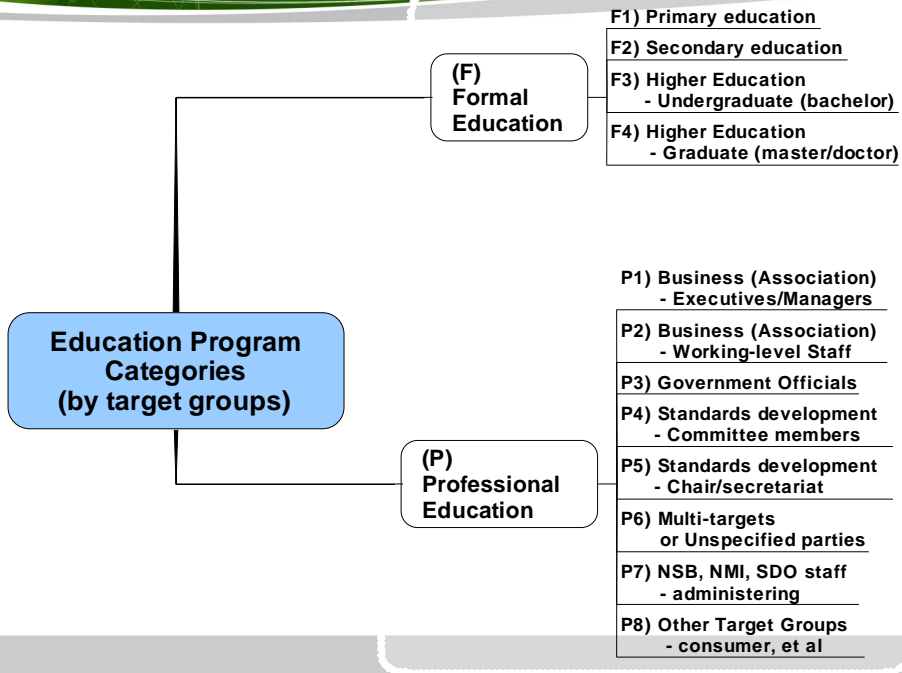 F1) Primary education
F2) Secondary education
F3) Higher Education
- Undergraduate (bachelor)
F4) Higher Education
- Graduate (master/doctor)
(F)
Formal
Education
Education Program
Categories
(by target groups)
(P)
Professional
Education
P1) Business (Association)
- Executives/Managers
P2) Business (Association)
- Working-level Staff
P3) Government Officials
P4) Standards development
- Committee members
P5) Standards development
- Chair/secretariat
P6) Multi-targets
or Unspecified parties
P7) NSB, NMI, SDO staff
- administering
P8) Other Target Groups
- consumer, et al